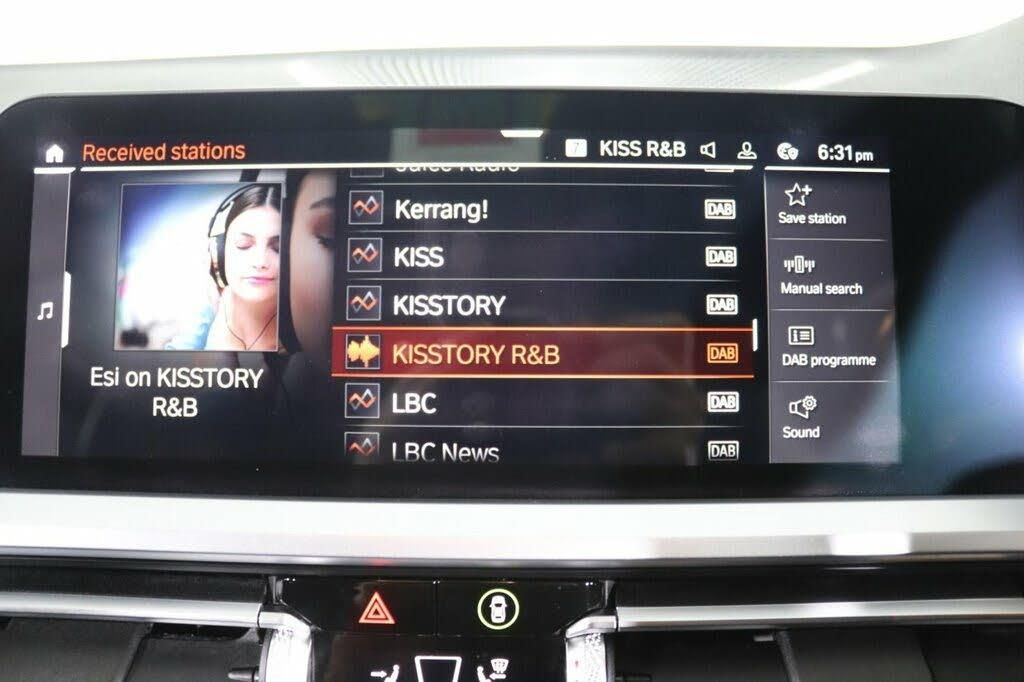 Received stations
7 KISS R&B 6:31pm
Kerrang! DAB
KISS DAB
KISSTORY DAB
KISSTORY R&B DAB
LBC DAB
LBC News DAB
Esi on KISSTORY
R&B
Save station
Manual search
DAB programme
Sound